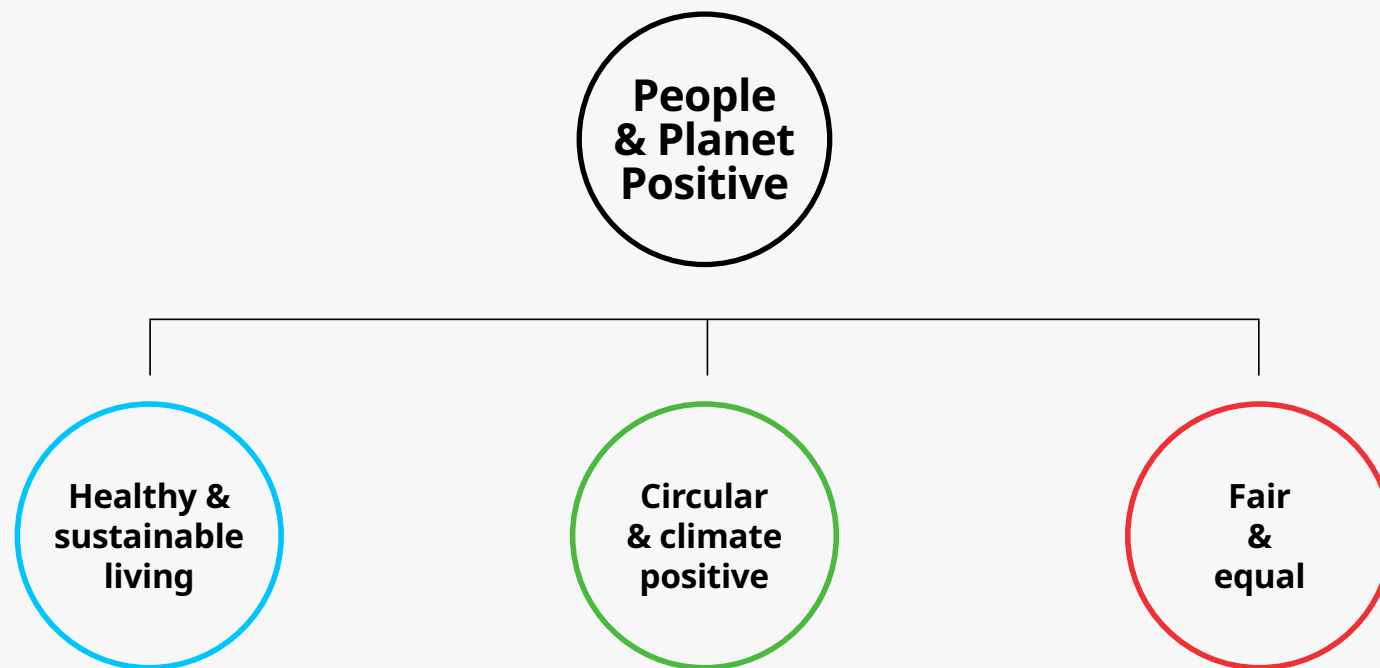 People
& Planet
Positive
Healthy &
sustainable
living
Circular
& climate
positive
Fair
&
equal